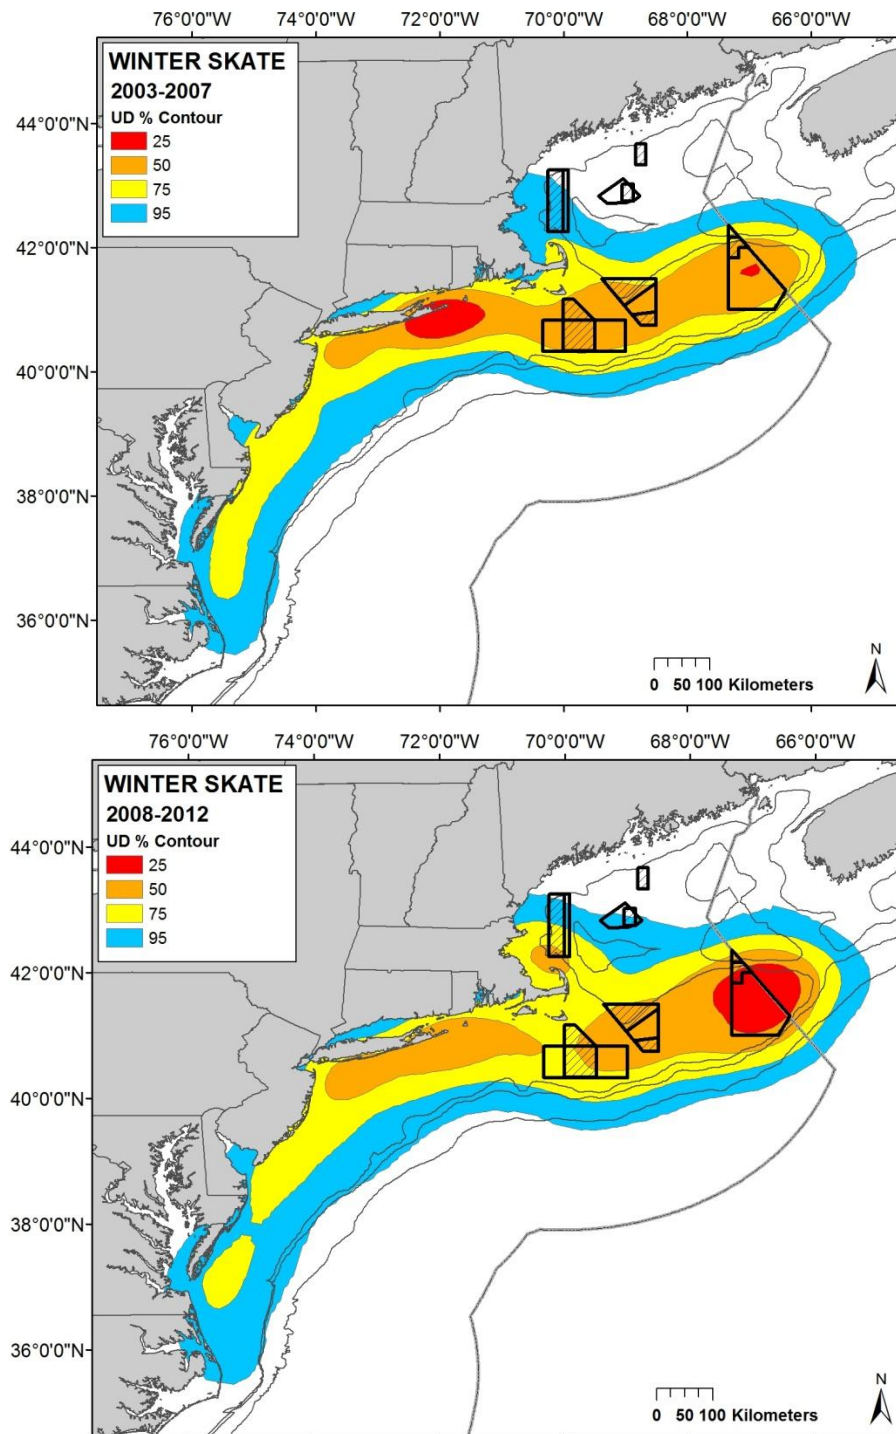 76°0'0"W 74°0'0"W 72°0'0"W 70°0'0"W 68°0'0"W 66°0'0"W
WINTER SKATE
2003-2007
UD % Contour
25
50
75
95
44°0'0"N
42°0'0"N
40°0'0"N
38°0'0"N
36°0'0"N
N
0 50 100 Kilometers
76°0'0"W 74°0'0"W 72°0'0"W 70°0'0"W 68°0'0"W 66°0'0"W
WINTER SKATE
2008-2012
UD % Contour
25
50
75
95
44°0'0"N
42°0'0"N
40°0'0"N
38°0'0"N
36°0'0"N
N
0 50 100 Kilometers